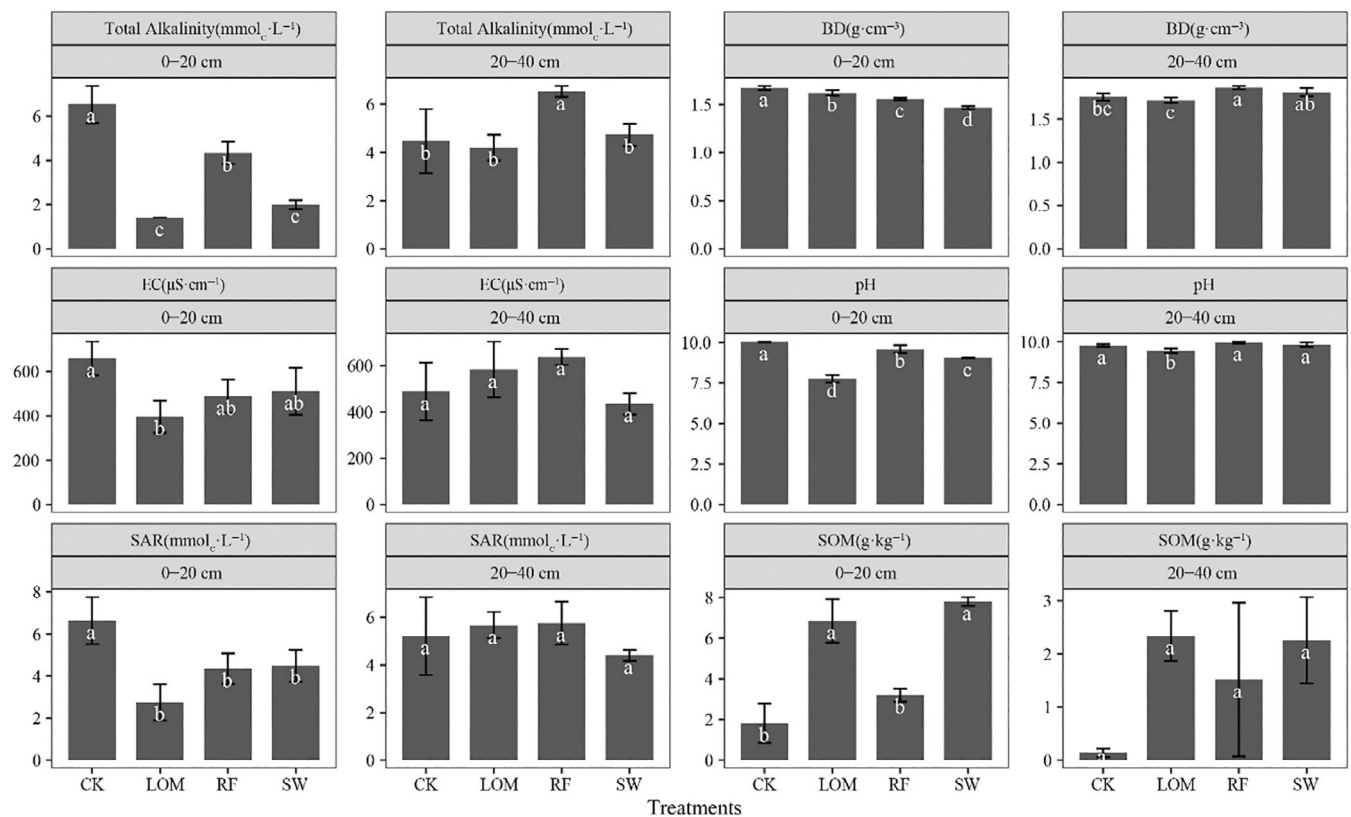 Total Alkalinity(mmol_c·L⁻¹) Total Alkalinity(mmol_c·L⁻¹) BD(g·cm⁻³) BD(g·cm⁻³)
0−20 cm 20−40 cm 0−20 cm 20−40 cm
6 4 2 0 a c b c
6 4 2 0 b b a b
1.5 1.0 0.5 0.0 a b c d
1.5 1.0 0.5 0.0 bc c a ab
EC(μS·cm⁻¹) EC(μS·cm⁻¹) pH pH
0−20 cm 20−40 cm 0−20 cm 20−40 cm
600 400 200 0 a b ab ab
600 400 200 0 a a a a
10.0 7.5 5.0 2.5 0.0 a d b c
10.0 7.5 5.0 2.5 0.0 a b a a
SAR(mmol_c·L⁻¹) SAR(mmol_c·L⁻¹) SOM(g·kg⁻¹) SOM(g·kg⁻¹)
0−20 cm 20−40 cm 0−20 cm 20−40 cm
8 6 4 2 0 a b b b
6 4 2 0 a a a a
8 6 4 2 0 b a b a
3 2 1 0 a a a a
CK LOM RF SW CK LOM RF SW CK LOM RF SW CK LOM RF SW
Treatments